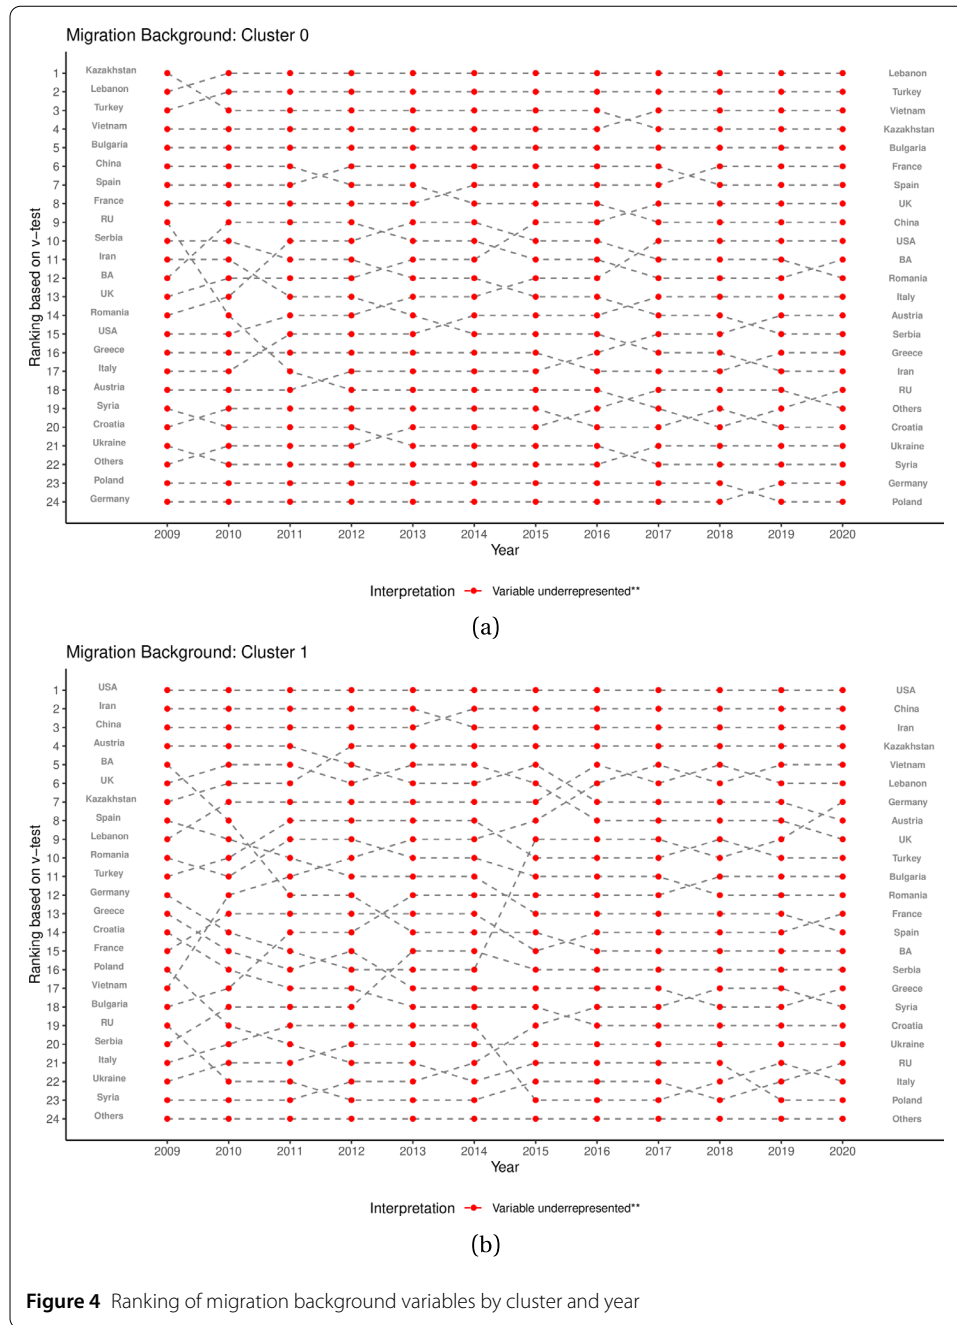 Migration Background: Cluster 0
Ranking based on v−test
1 Kazakhstan Lebanon
2 Lebanon Turkey
3 Turkey Vietnam
4 Vietnam Kazakhstan
5 Bulgaria Bulgaria
6 China France
7 Spain Spain
8 France UK
9 RU China
10 Serbia USA
11 Iran BA
12 BA Romania
13 UK Italy
14 Romania Austria
15 USA Serbia
16 Greece Greece
17 Italy Iran
18 Austria RU
19 Syria Others
20 Croatia Croatia
21 Ukraine Ukraine
22 Others Syria
23 Poland Germany
24 Germany Poland
2009 2010 2011 2012 2013 2014 2015 2016 2017 2018 2019 2020
Year
Interpretation Variable underrepresented**
(a)
Migration Background: Cluster 1
Ranking based on v−test
1 USA USA
2 Iran China
3 China Iran
4 Austria Kazakhstan
5 BA Vietnam
6 UK Lebanon
7 Kazakhstan Germany
8 Spain Austria
9 Lebanon UK
10 Romania Turkey
11 Turkey Bulgaria
12 Germany Romania
13 Greece France
14 Croatia Spain
15 France BA
16 Poland Serbia
17 Vietnam Greece
18 Bulgaria Syria
19 RU Croatia
20 Serbia Ukraine
21 Italy RU
22 Ukraine Italy
23 Syria Poland
24 Others Others
2009 2010 2011 2012 2013 2014 2015 2016 2017 2018 2019 2020
Year
Interpretation Variable underrepresented**
(b)
Figure 4 Ranking of migration background variables by cluster and year